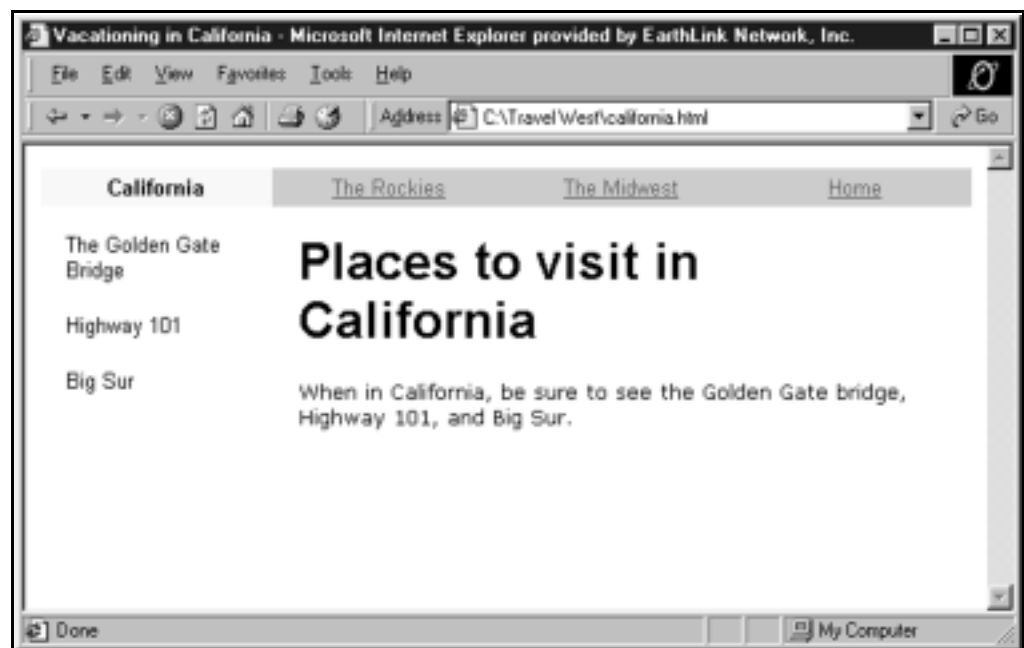 Vacationing in California - Microsoft Internet Explorer provided by EarthLink Network, Inc.
File Edit View Favorites Tools Help
Address C:\Travel West\california.html Go
California The Rockies The Midwest Home
The Golden Gate
Bridge
Highway 101
Big Sur
Places to visit in
California
When in California, be sure to see the Golden Gate bridge,
Highway 101, and Big Sur.
Done My Computer